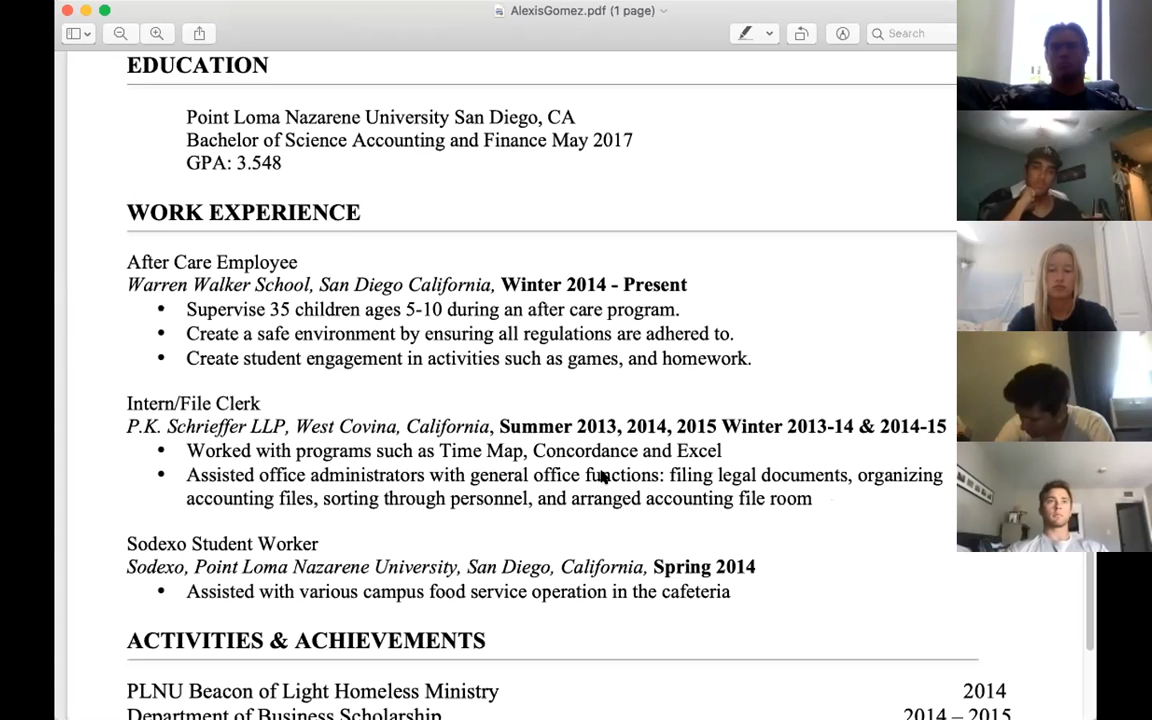 AlexisGomez.pdf (1 page)
Search
EDUCATION
Point Loma Nazarene University San Diego, CA
Bachelor of Science Accounting and Finance May 2017
GPA: 3.548
WORK EXPERIENCE
After Care Employee
Warren Walker School, San Diego California, Winter 2014 - Present
• Supervise 35 children ages 5-10 during an after care program.
• Create a safe environment by ensuring all regulations are adhered to.
• Create student engagement in activities such as games, and homework.
Intern/File Clerk
P.K. Schrieffer LLP, West Covina, California, Summer 2013, 2014, 2015 Winter 2013-14 & 2014-15
• Worked with programs such as Time Map, Concordance and Excel
• Assisted office administrators with general office functions: filing legal documents, organizing
accounting files, sorting through personnel, and arranged accounting file room
Sodexo Student Worker
Sodexo, Point Loma Nazarene University, San Diego, California, Spring 2014
• Assisted with various campus food service operation in the cafeteria
ACTIVITIES & ACHIEVEMENTS
PLNU Beacon of Light Homeless Ministry 2014
Department of Business Scholarship 2014 – 2015